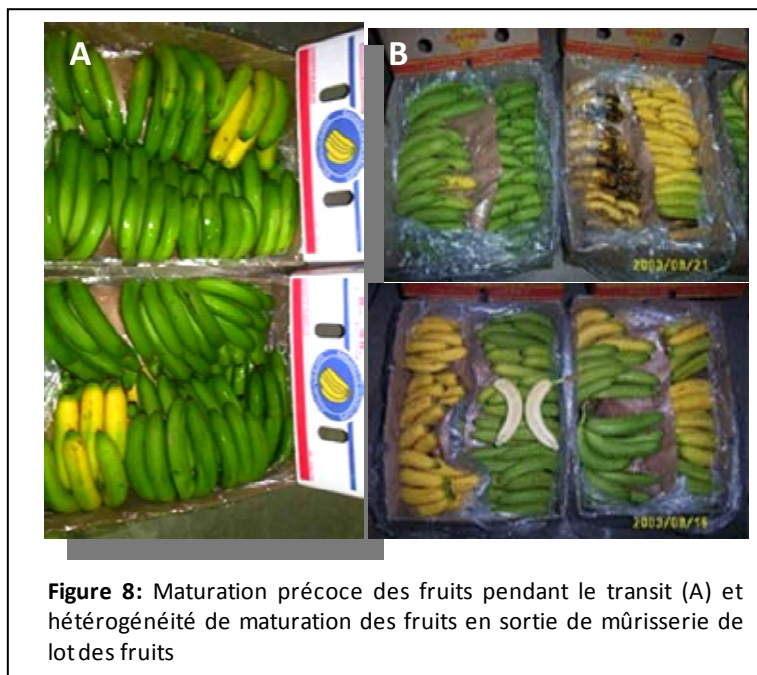 A
B
2003/08/21
2003/08/16
Figure 8: Maturation précoce des fruits pendant le transit (A) et
hétérogénéité de maturation des fruits en sortie de mûrisserie de
lot des fruits